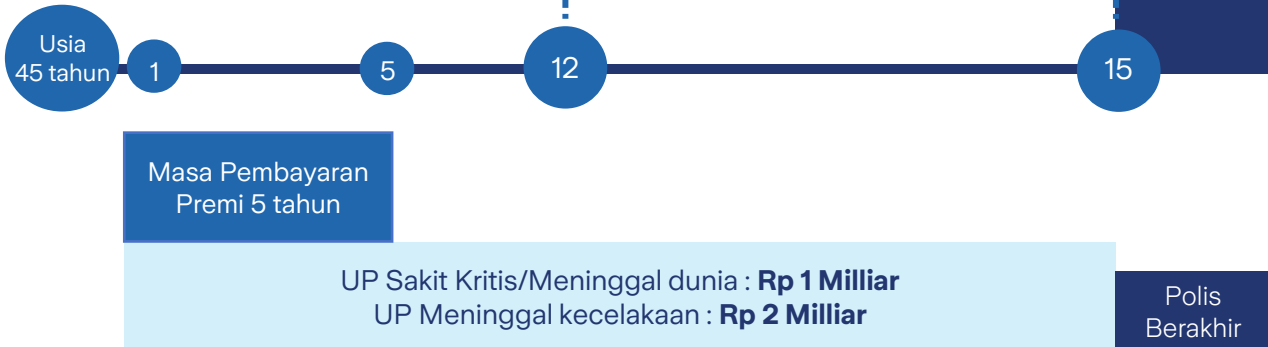 Usia
45 tahun
1
5
12
15
Masa Pembayaran
Premi 5 tahun
UP Sakit Kritis/Meninggal dunia : Rp 1 Milliar
UP Meninggal kecelakaan : Rp 2 Milliar
Polis
Berakhir